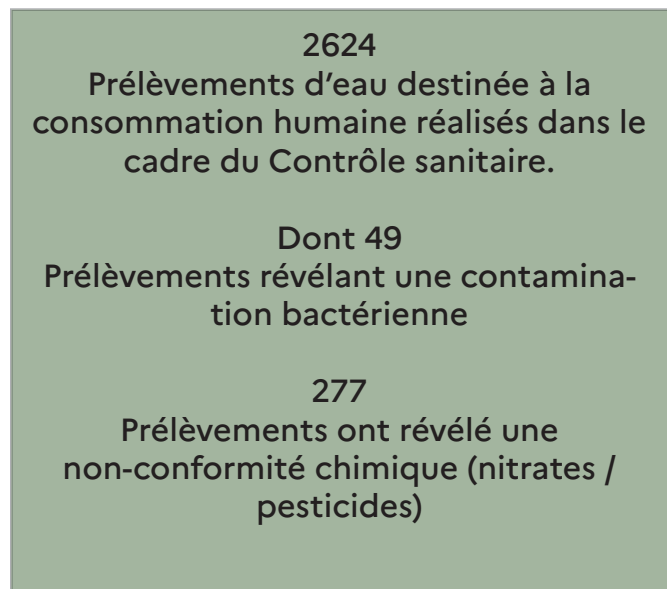 2624
Prélèvements d’eau destinée à la
consommation humaine réalisés dans le
cadre du Contrôle sanitaire.
Dont 49
Prélèvements révélant une contamina-
tion bactérienne
277
Prélèvements ont révélé une
non-conformité chimique (nitrates /
pesticides)